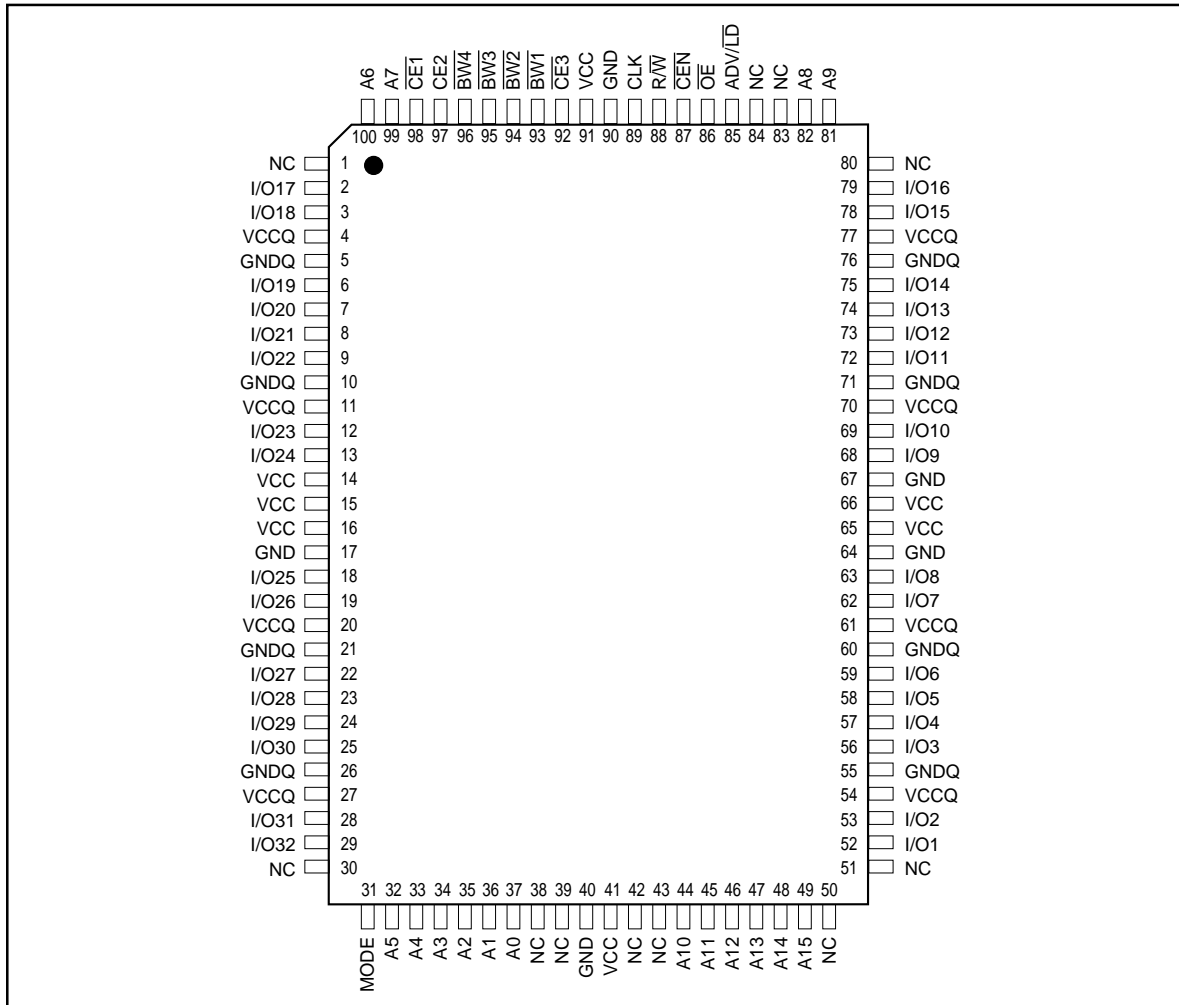 A6 A7 CE1 CE2 BW4 BW3 BW2 BW1 CE3 VCC GND CLK R/W CEN OE ADV/LD NC NC A8 A9
100 99 98 97 96 95 94 93 92 91 90 89 88 87 86 85 84 83 82 81
NC 1 80 NC
I/O17 2 79 I/O16
I/O18 3 78 I/O15
VCCQ 4 77 VCCQ
GNDQ 5 76 GNDQ
I/O19 6 75 I/O14
I/O20 7 74 I/O13
I/O21 8 73 I/O12
I/O22 9 72 I/O11
GNDQ 10 71 GNDQ
VCCQ 11 70 VCCQ
I/O23 12 69 I/O10
I/O24 13 68 I/O9
VCC 14 67 GND
VCC 15 66 VCC
VCC 16 65 VCC
GND 17 64 GND
I/O25 18 63 I/O8
I/O26 19 62 I/O7
VCCQ 20 61 VCCQ
GNDQ 21 60 GNDQ
I/O27 22 59 I/O6
I/O28 23 58 I/O5
I/O29 24 57 I/O4
I/O30 25 56 I/O3
GNDQ 26 55 GNDQ
VCCQ 27 54 VCCQ
I/O31 28 53 I/O2
I/O32 29 52 I/O1
NC 30 51 NC
31 32 33 34 35 36 37 38 39 40 41 42 43 44 45 46 47 48 49 50
MODE A5 A4 A3 A2 A1 A0 NC NC GND VCC NC NC A10 A11 A12 A13 A14 A15 NC